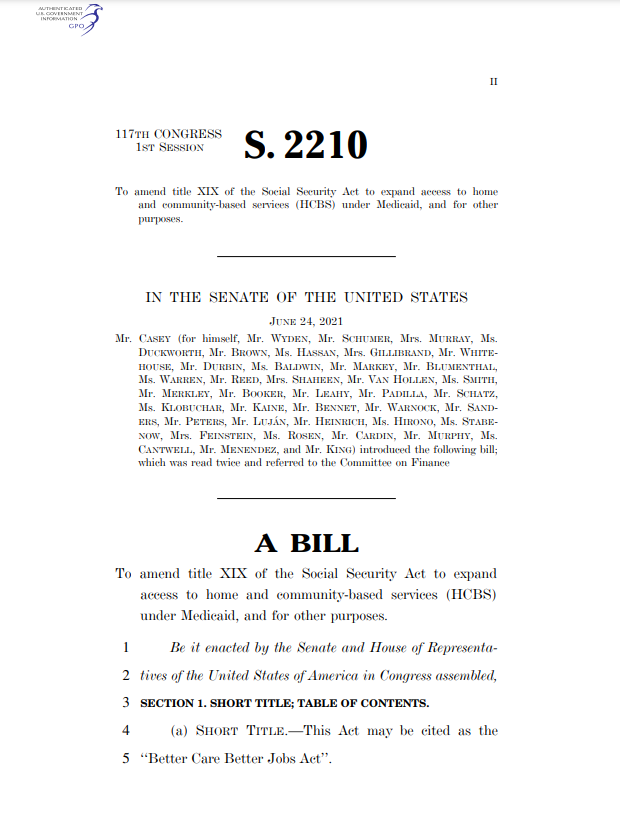 AUTHENTICATED
U.S. GOVERNMENT
INFORMATION
GPO
II
117TH CONGRESS
1ST SESSION
S. 2210
To amend title XIX of the Social Security Act to expand access to home
and community-based services (HCBS) under Medicaid, and for other
purposes.
IN THE SENATE OF THE UNITED STATES
JUNE 24, 2021
Mr. CASEY (for himself, Mr. WYDEN, Mr. SCHUMER, Mrs. MURRAY, Ms.
DUCKWORTH, Mr. BROWN, Ms. HASSAN, Mrs. GILLIBRAND, Mr. WHITE-
HOUSE, Mr. DURBIN, Ms. BALDWIN, Mr. MARKEY, Mr. BLUMENTHAL,
Ms. WARREN, Mr. REED, Mrs. SHAHEEN, Mr. VAN HOLLEN, Ms. SMITH,
Mr. MERKLEY, Mr. BOOKER, Mr. LEAHY, Mr. PADILLA, Mr. SCHATZ,
Ms. KLOBUCHAR, Mr. KAINE, Mr. BENNET, Mr. WARNOCK, Mr. SAND-
ERS, Mr. PETERS, Mr. LUJÁN, Mr. HEINRICH, Ms. HIRONO, Ms. STABE-
NOW, Mrs. FEINSTEIN, Ms. ROSEN, Mr. CARDIN, Mr. MURPHY, Ms.
CANTWELL, Mr. MENENDEZ, and Mr. KING) introduced the following bill;
which was read twice and referred to the Committee on Finance
A BILL
To amend title XIX of the Social Security Act to expand
access to home and community-based services (HCBS)
under Medicaid, and for other purposes.
1 Be it enacted by the Senate and House of Representa-
2 tives of the United States of America in Congress assembled,
3 SECTION 1. SHORT TITLE; TABLE OF CONTENTS.
4 (a) SHORT TITLE.—This Act may be cited as the
5 ‘‘Better Care Better Jobs Act’’.